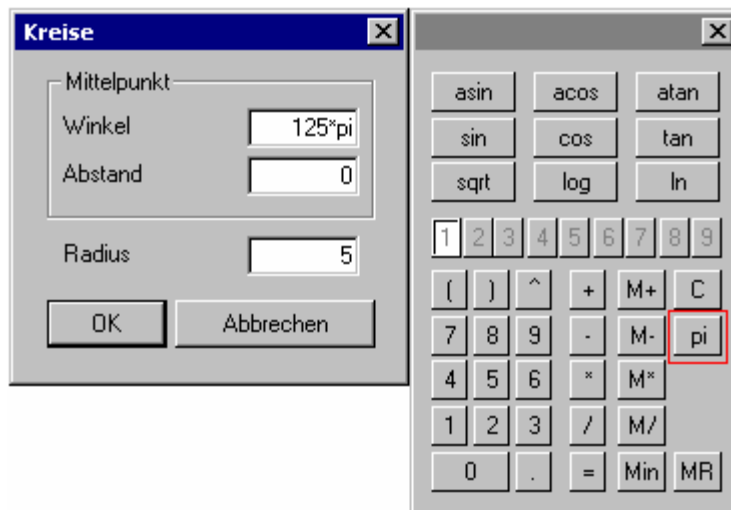 Kreise
Mittelpunkt
Winkel 125*pi
Abstand 0
Radius 5
OK Abbrechen
asin acos atan
sin cos tan
sqrt log ln
1 2 3 4 5 6 7 8 9
( ) ^ + M+ C
7 8 9 - M- pi
4 5 6 * M*
1 2 3 / M/
0 . = Min MR